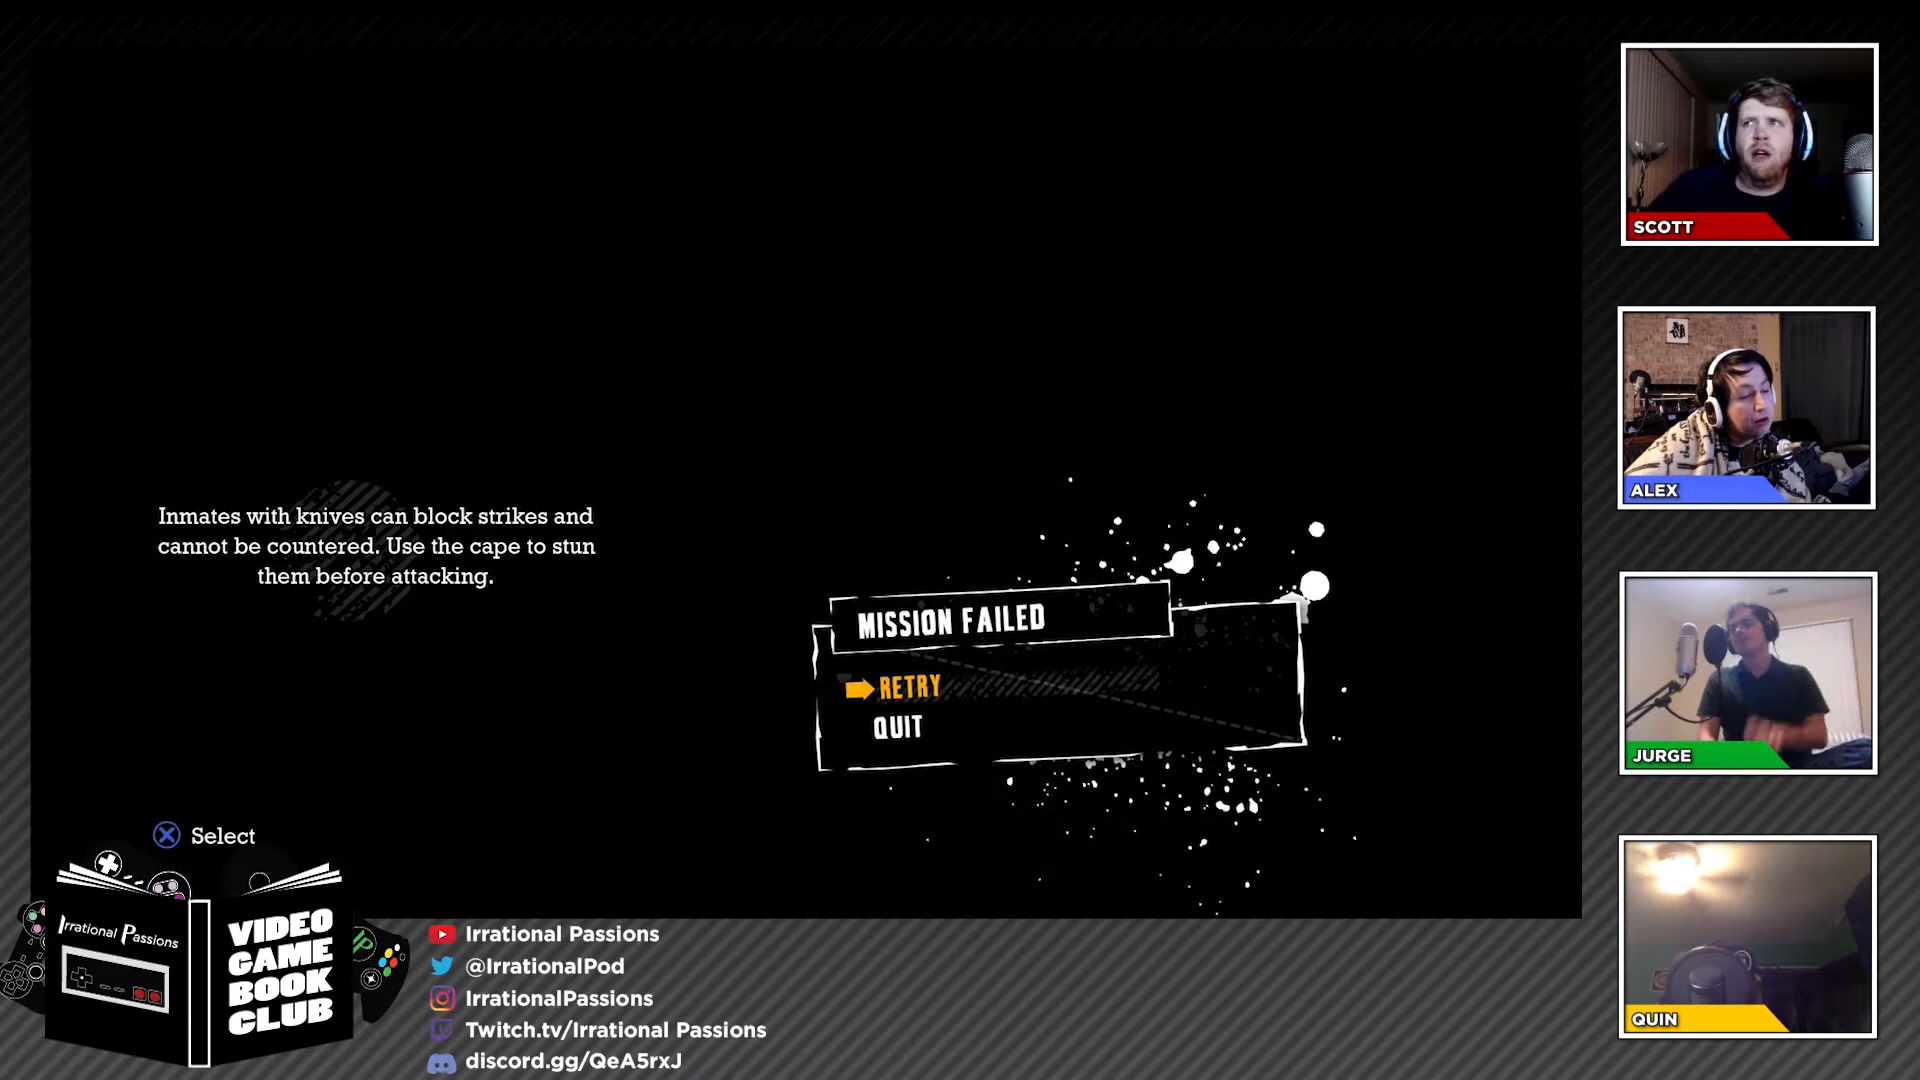 SCOTT
ALEX
Inmates with knives can block strikes and
cannot be countered. Use the cape to stun
them before attacking.
MISSION FAILED
RETRY
QUIT
JURGE
Select
Irrational Passions
VIDEO
GAME
BOOK
CLUB
Irrational Passions
@IrrationalPod
IrrationalPassions
Twitch.tv/Irrational Passions
discord.gg/QeA5rxJ
QUIN